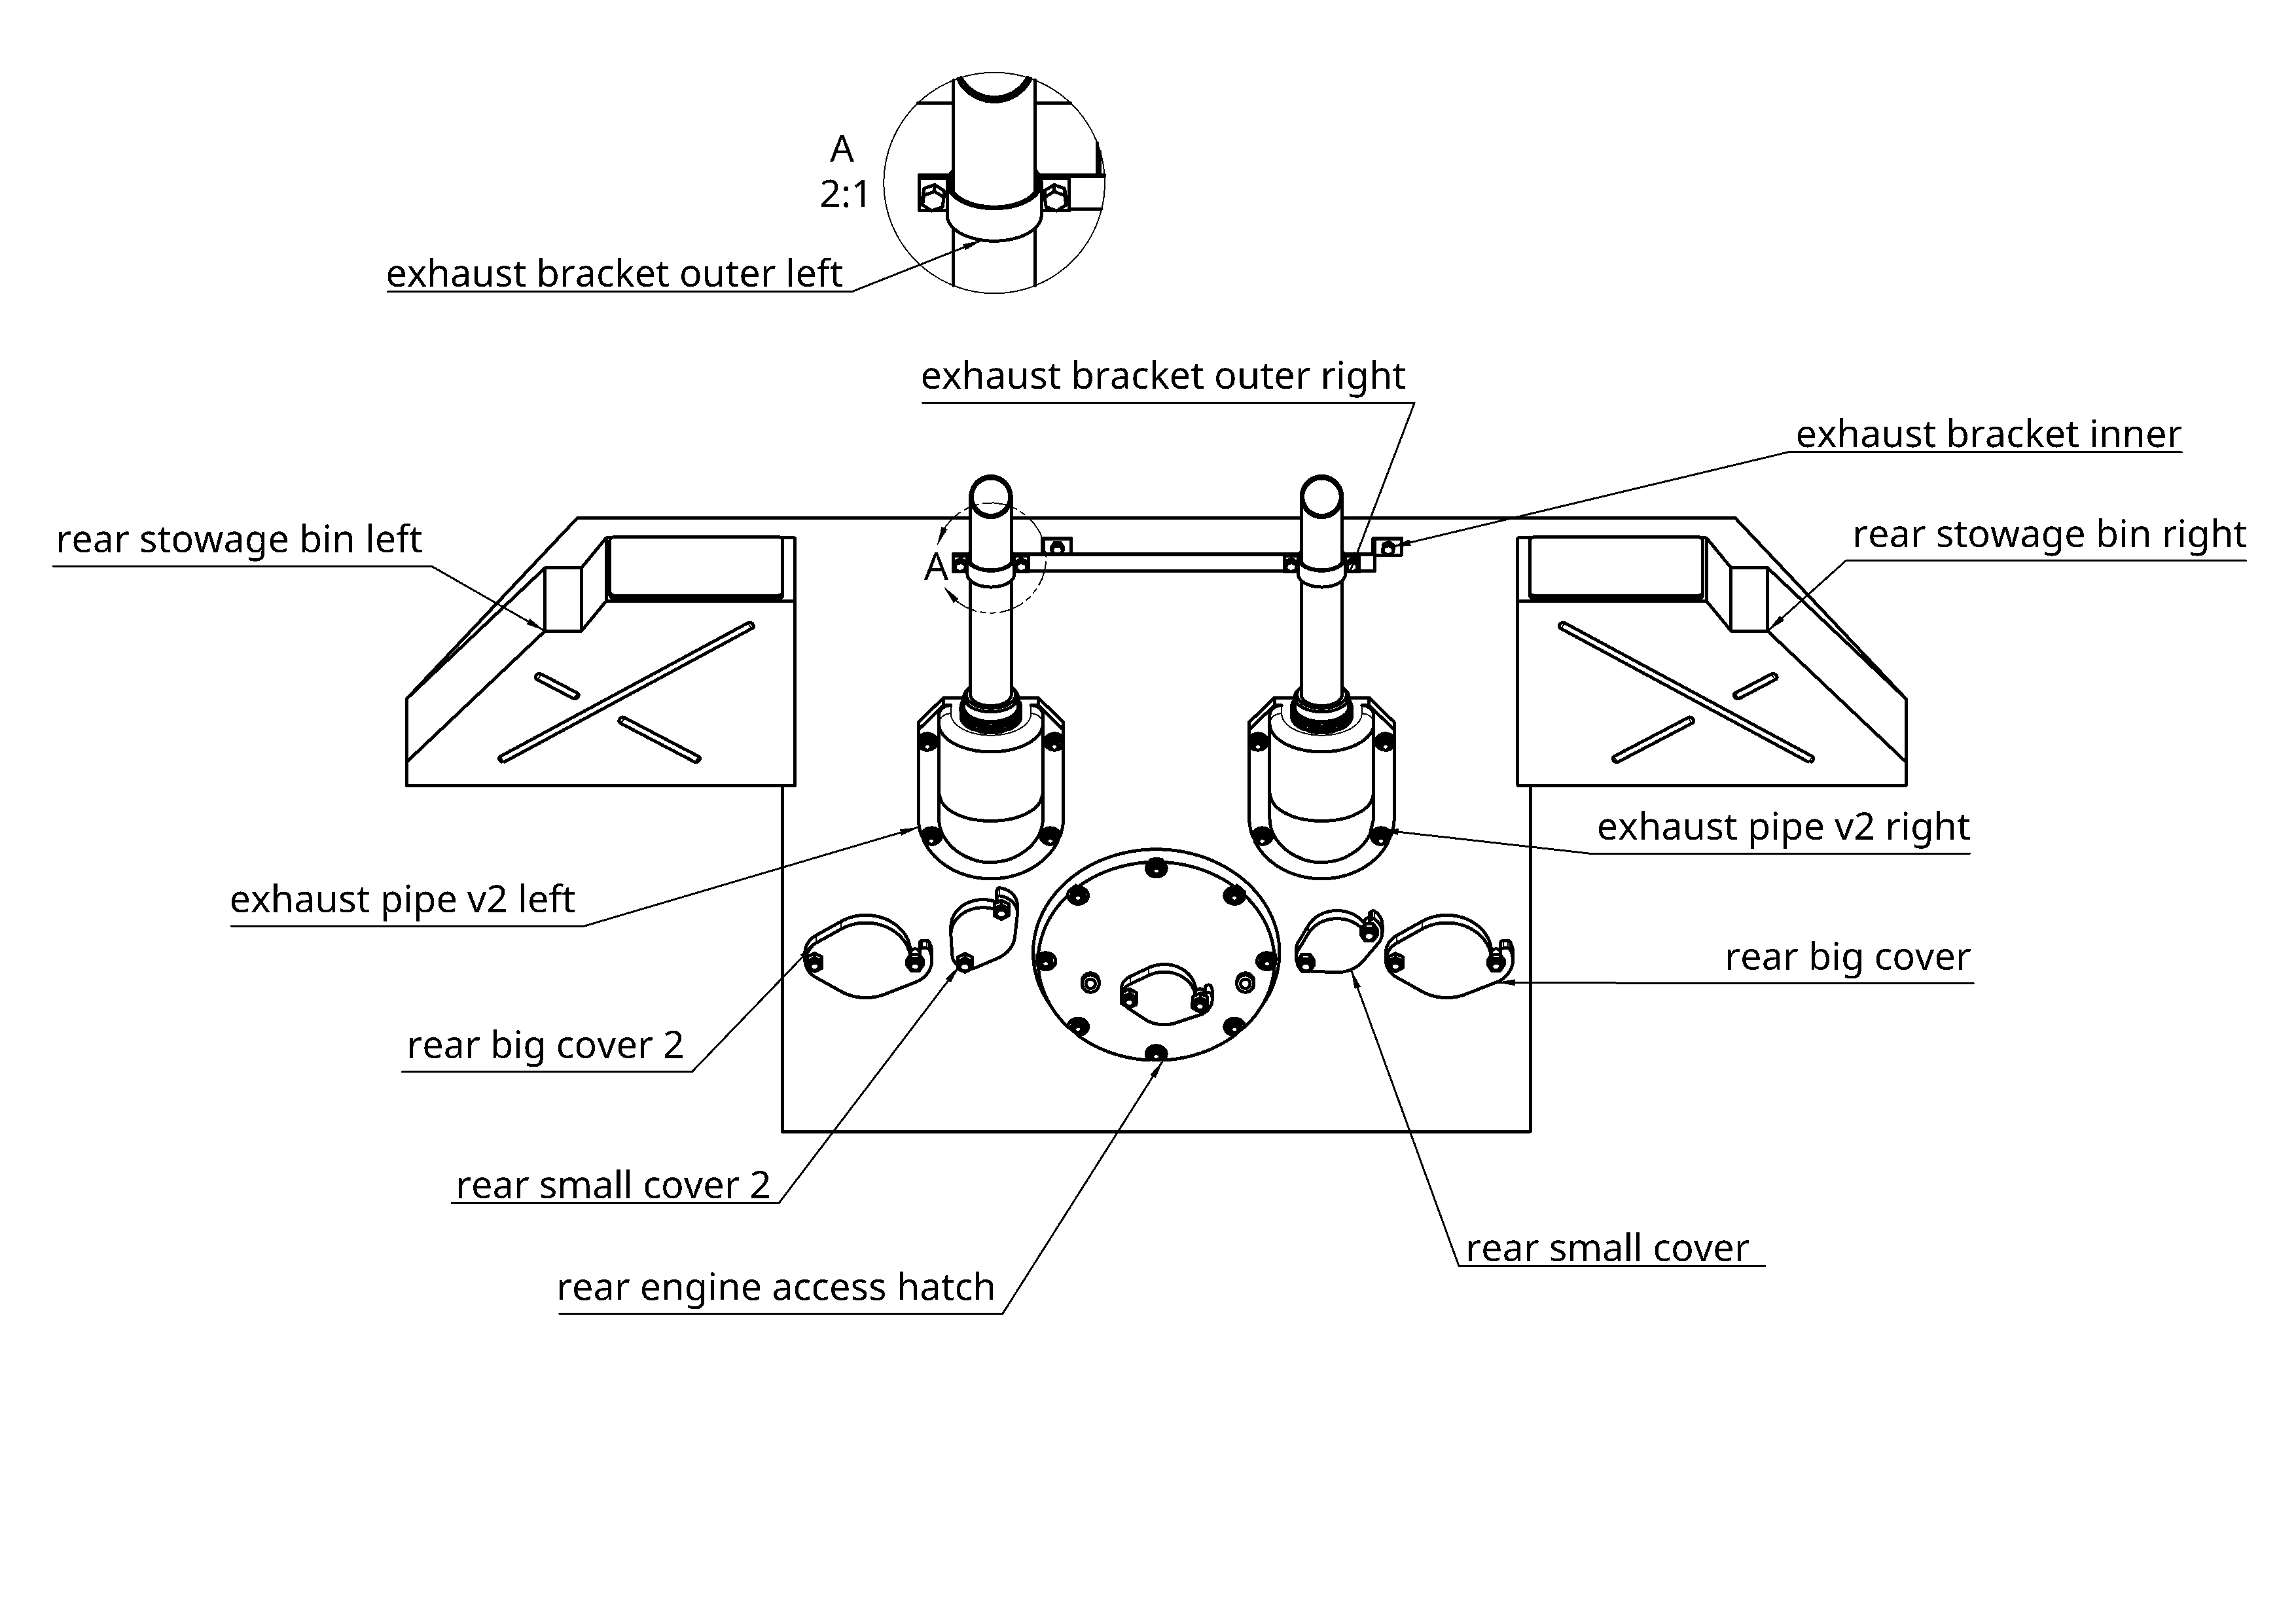 A
2:1
exhaust bracket outer left
exhaust bracket outer right
exhaust bracket inner
rear stowage bin left
rear stowage bin right
A
exhaust pipe v2 right
exhaust pipe v2 left
rear big cover
rear big cover 2
rear small cover 2
rear small cover
rear engine access hatch